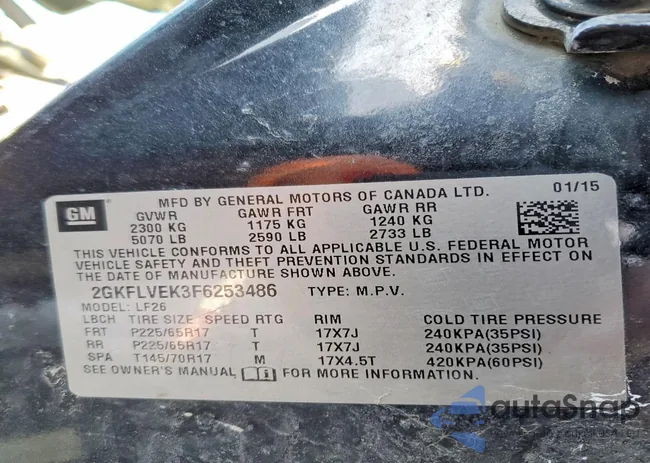 MFD BY GENERAL MOTORS OF CANADA LTD. 01/15
GM
GVWR GAWR FRT GAWR RR
2300 KG 1175 KG 1240 KG
5070 LB 2590 LB 2733 LB
THIS VEHICLE CONFORMS TO ALL APPLICABLE U.S. FEDERAL MOTOR
VEHICLE SAFETY AND THEFT PREVENTION STANDARDS IN EFFECT ON
THE DATE OF MANUFACTURE SHOWN ABOVE.
2GKFLVEK3F6253486 TYPE: M.P.V.
MODEL: LF26
LBCH TIRE SIZE SPEED RTG RIM COLD TIRE PRESSURE
FRT P225/65R17 T 17X7J 240KPA(35PSI)
RR P225/65R17 T 17X7J 240KPA(35PSI)
SPA T145/70R17 M 17X4.5T 420KPA(60PSI)
SEE OWNER'S MANUAL FOR MORE INFORMATION.
autaSnap